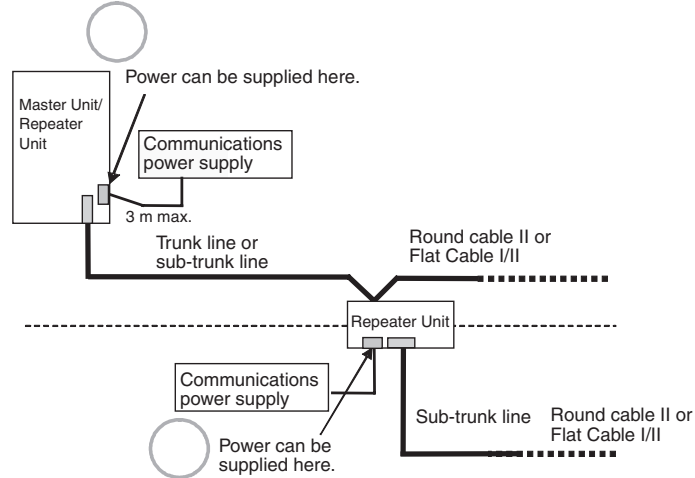 Power can be supplied here.
Master Unit/
Repeater
Unit
Communications
power supply
3 m max.
Trunk line or
sub-trunk line
Round cable II or
Flat Cable I/II
Repeater Unit
Communications
power supply
Sub-trunk line
Round cable II or
Flat Cable I/II
Power can be
supplied here.